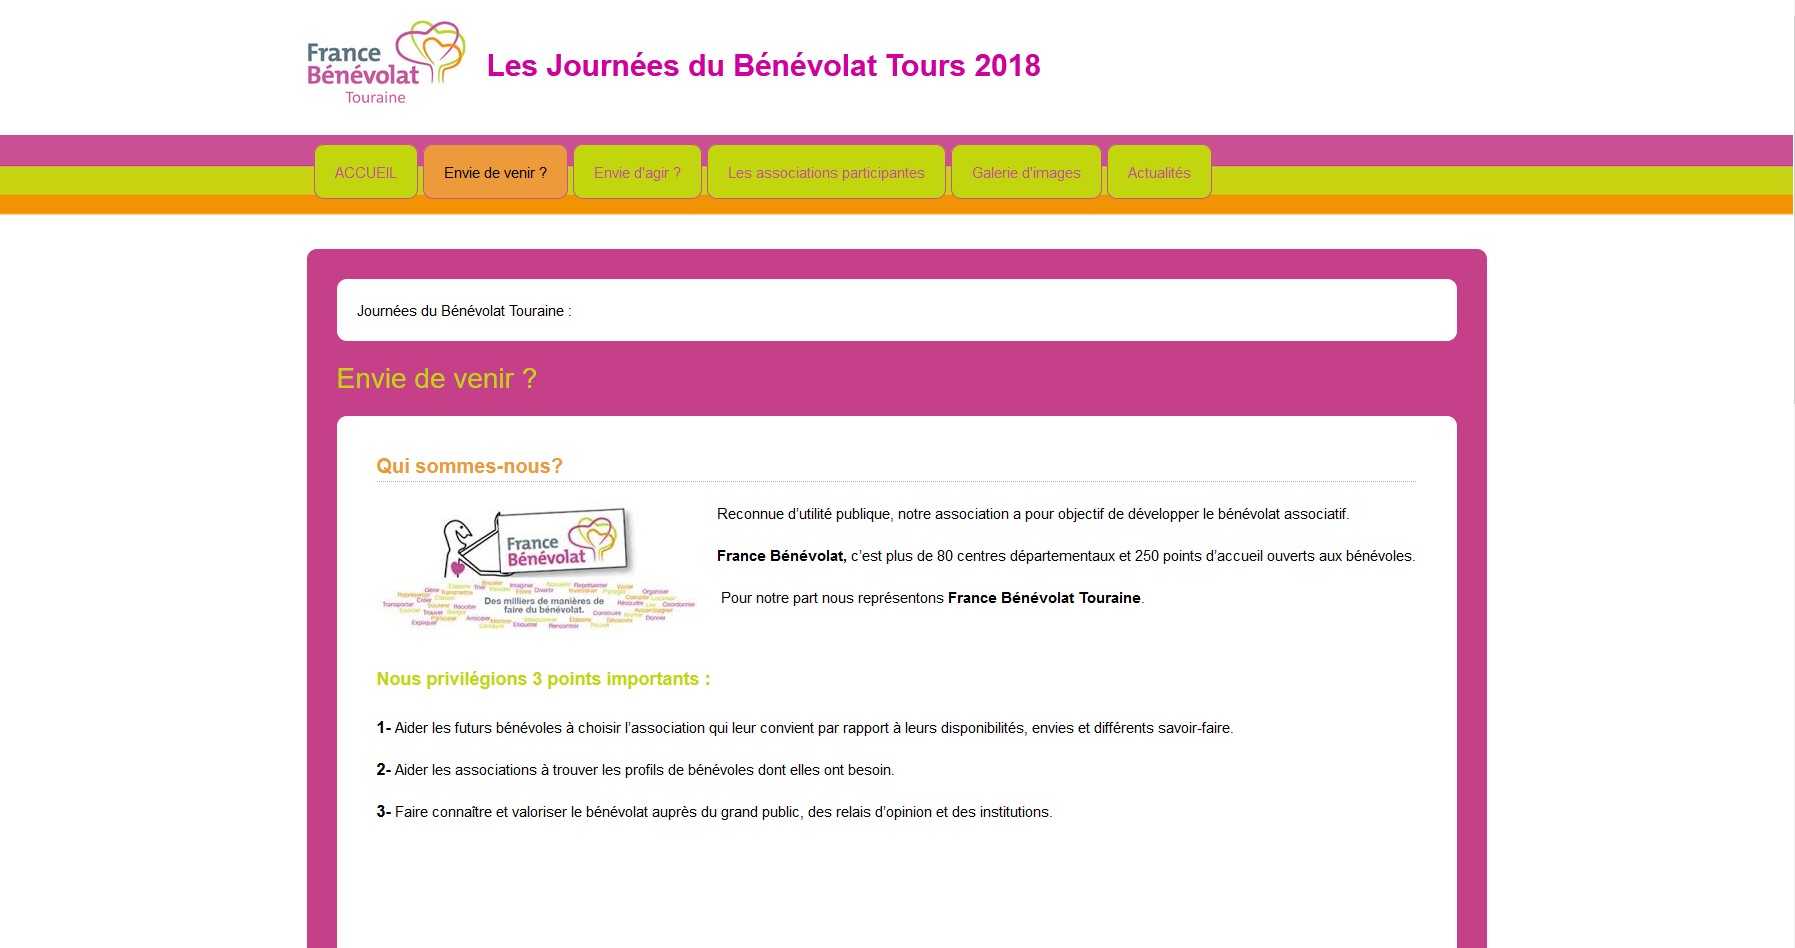 France
Bénévolat
Touraine
Les Journées du Bénévolat Tours 2018
ACCUEIL
Envie de venir ?
Envie d'agir ?
Les associations participantes
Galerie d'images
Actualités
Journées du Bénévolat Touraine :
Envie de venir ?
Qui sommes-nous?
France
Bénévolat
Des milliers de manières de
faire du bénévolat.
Reconnue d’utilité publique, notre association a pour objectif de développer le bénévolat associatif.
France Bénévolat, c’est plus de 80 centres départementaux et 250 points d’accueil ouverts aux bénévoles.
Pour notre part nous représentons France Bénévolat Touraine.
Nous privilégions 3 points importants :
1- Aider les futurs bénévoles à choisir l’association qui leur convient par rapport à leurs disponibilités, envies et différents savoir-faire.
2- Aider les associations à trouver les profils de bénévoles dont elles ont besoin.
3- Faire connaître et valoriser le bénévolat auprès du grand public, des relais d’opinion et des institutions.